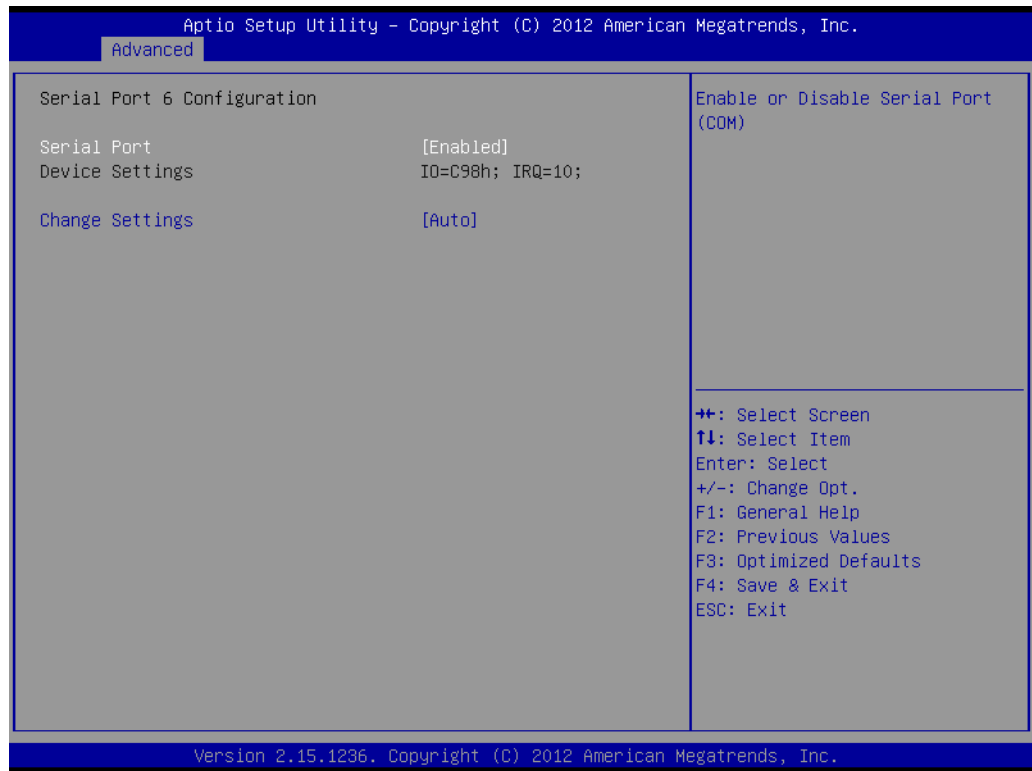 Aptio Setup Utility – Copyright (C) 2012 American Megatrends, Inc.
Advanced
Serial Port 6 Configuration
Serial Port [Enabled]
Device Settings IO=C98h; IRQ=10;
Change Settings [Auto]
Enable or Disable Serial Port
(COM)
→←: Select Screen
↑↓: Select Item
Enter: Select
+/-: Change Opt.
F1: General Help
F2: Previous Values
F3: Optimized Defaults
F4: Save & Exit
ESC: Exit
Version 2.15.1236. Copyright (C) 2012 American Megatrends, Inc.